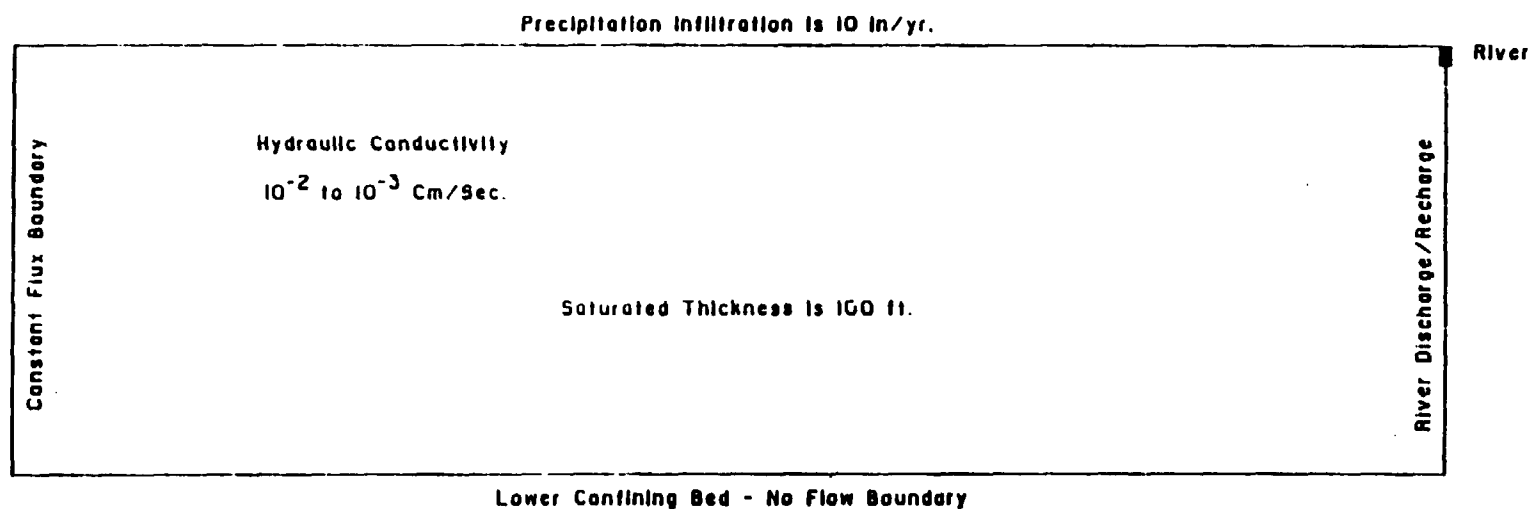 Precipitation Infiltration is 10 in/yr.
River
Hydraulic Conductivity
10⁻² to 10⁻³ Cm/Sec.
Constant Flux Boundary
River Discharge/Recharge
Saturated Thickness is 100 ft.
Lower Confining Bed - No Flow Boundary